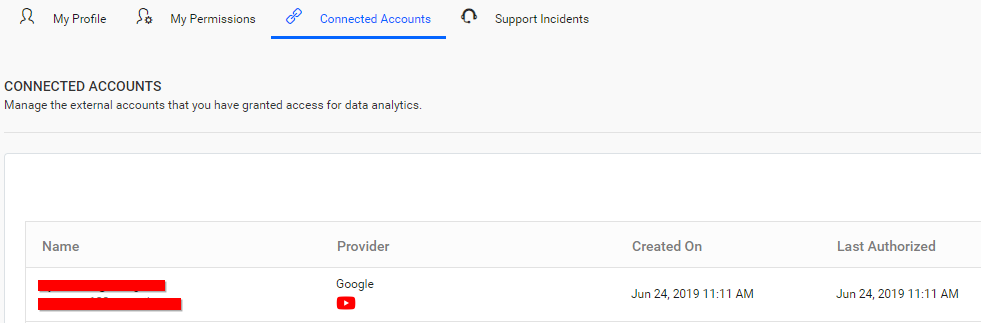 My Profile My Permissions Connected Accounts Support Incidents
CONNECTED ACCOUNTS
Manage the external accounts that you have granted access for data analytics.
Name Provider Created On Last Authorized
Google
Jun 24, 2019 11:11 AM Jun 24, 2019 11:11 AM